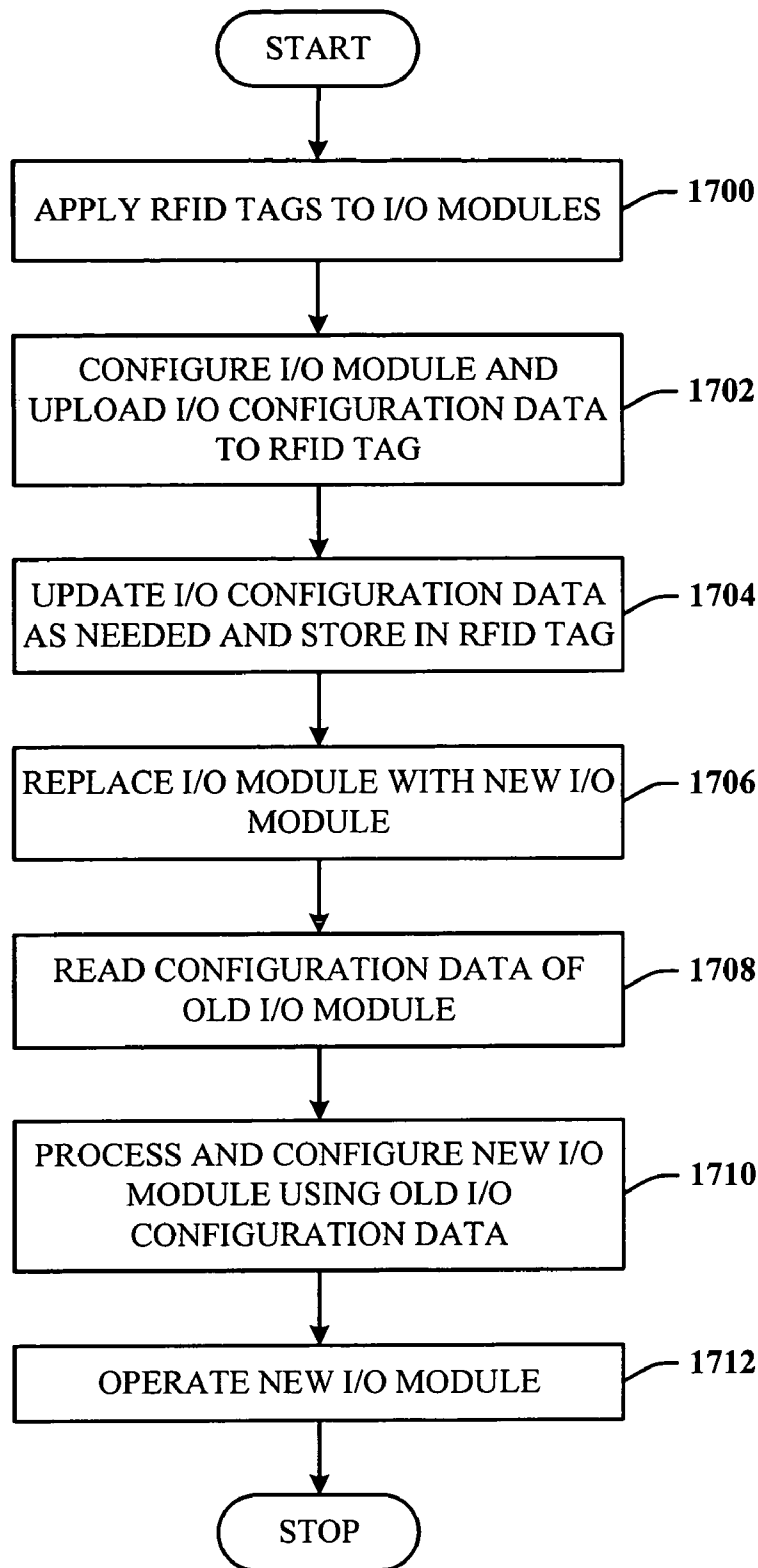 START
APPLY RFID TAGS TO I/O MODULES
1700
CONFIGURE I/O MODULE AND
UPLOAD I/O CONFIGURATION DATA
TO RFID TAG
1702
UPDATE I/O CONFIGURATION DATA
AS NEEDED AND STORE IN RFID TAG
1704
REPLACE I/O MODULE WITH NEW I/O
MODULE
1706
READ CONFIGURATION DATA OF
OLD I/O MODULE
1708
PROCESS AND CONFIGURE NEW I/O
MODULE USING OLD I/O
CONFIGURATION DATA
1710
OPERATE NEW I/O MODULE
1712
STOP